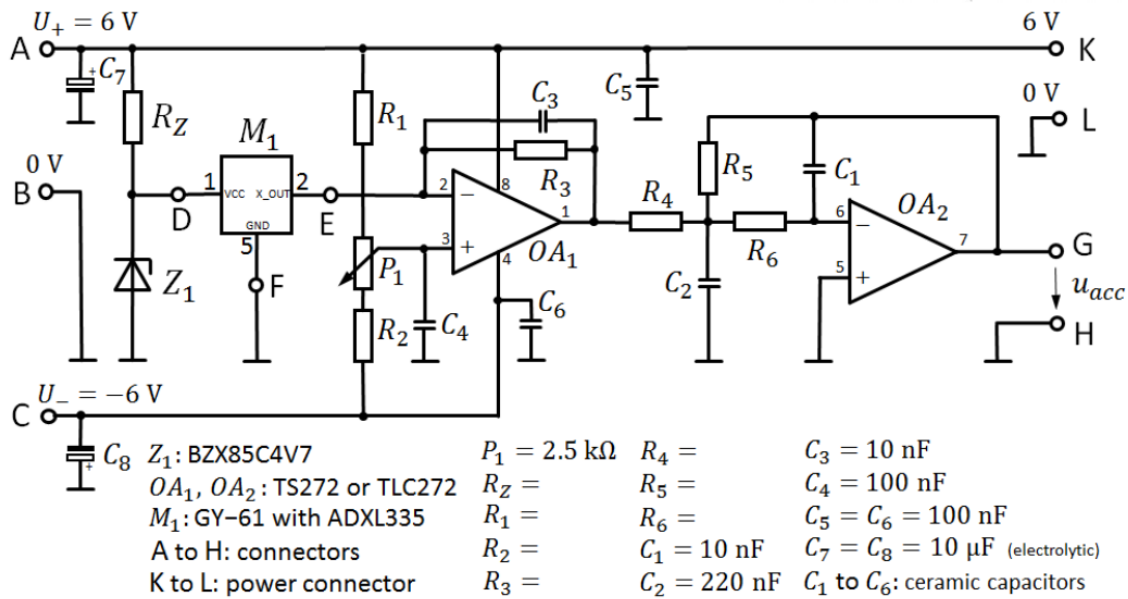 U₊ = 6 V
6 V
A
K
C₇
C₅
C₃
0 V
R_Z
M₁
R₁
L
0 V
1
VCC X_OUT
2
2
−
8
R₃
R₅
C₁
B
R₄
D
GND
E
1
6
−
OA₂
5
3
+
OA₁
7
G
4
R₆
5
+
Z₁
F
P₁
C₂
u_acc
C₆
R₂
C₄
H
U₋ = −6 V
C
+
+
C₈
Z₁: BZX85C4V7
OA₁, OA₂: TS272 or TLC272
M₁: GY−61 with ADXL335
A to H: connectors
K to L: power connector
P₁ = 2.5 kΩ
R_Z =
R₁ =
R₂ =
R₃ =
R₄ =
R₅ =
R₆ =
C₁ = 10 nF
C₂ = 220 nF
C₃ = 10 nF
C₄ = 100 nF
C₅ = C₆ = 100 nF
C₇ = C₈ = 10 μF (electrolytic)
C₁ to C₆: ceramic capacitors